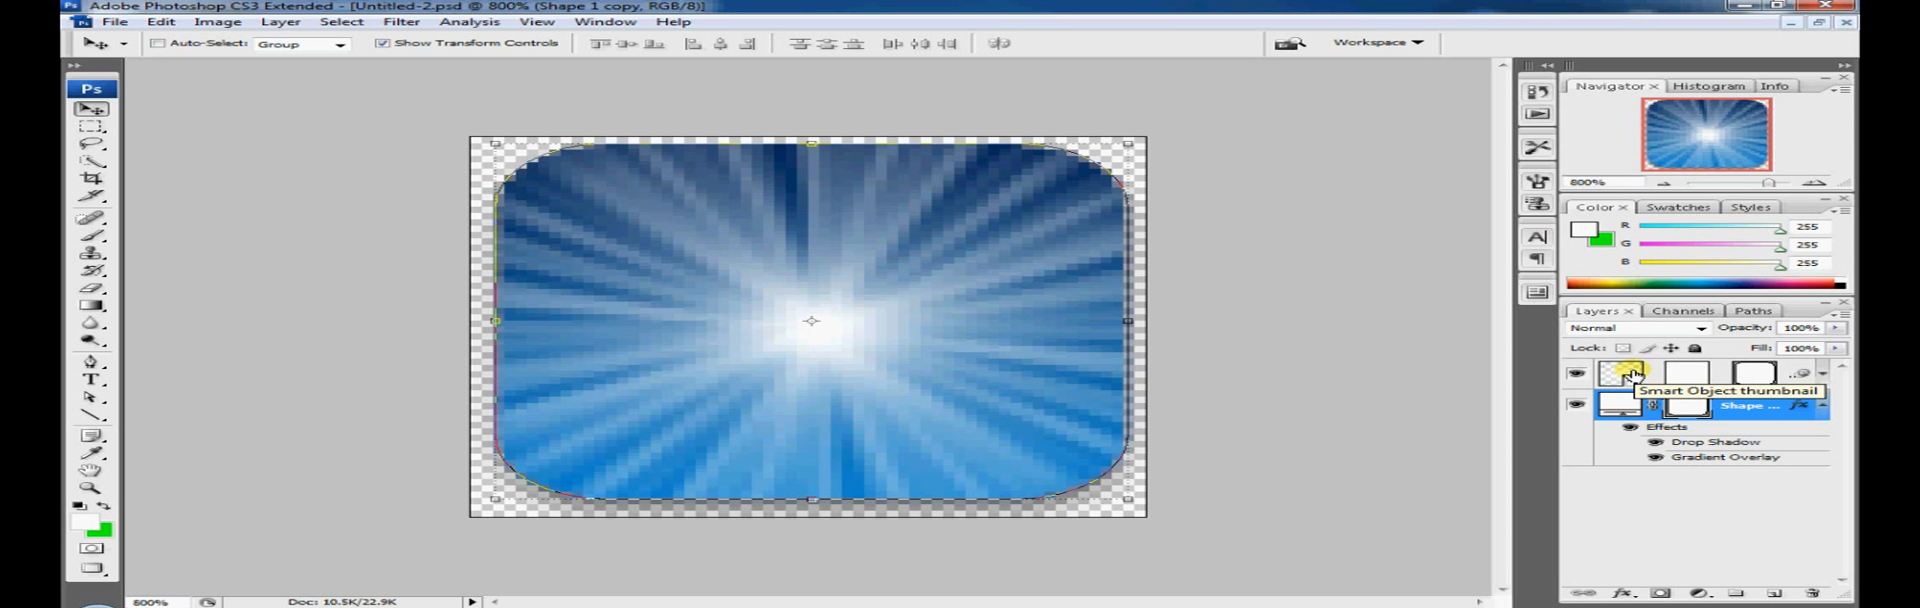 Adobe Photoshop CS3 Extended - [Untitled-2.psd @ 800% (Shape 1 copy, RGB/8)]
File Edit Image Layer Select Filter Analysis View Window Help
Auto-Select: Group Show Transform Controls Workspace
Ps
Navigator x Histogram Info
800%
Color x Swatches Styles
R 255
G 255
B 255
A
Layers x Channels Paths
Normal Opacity: 100%
Lock: Fill: 100%
Smart Object thumbnail
Shape ... fx
Effects
Drop Shadow
Gradient Overlay
T
800% Doc: 10.5K/22.9K
fx.